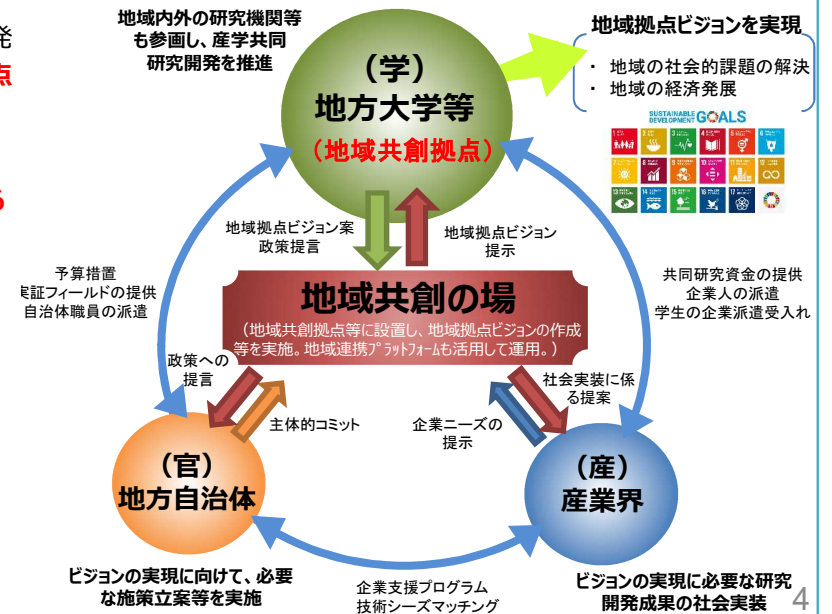 発
点
る
地域内外の研究機関等
も参画し、産学共同
研究開発を推進
（学）
地方大学等
（地域共創拠点）
地域拠点ビジョンを実現
・ 地域の社会的課題の解決
・ 地域の経済発展
SUSTAINABLE DEVELOPMENT GOALS
地域拠点ビジョン案
政策提言
地域拠点ビジョン
提示
予算措置
実証フィールドの提供
自治体職員の派遣
共同研究資金の提供
企業人の派遣
学生の企業派遣受入れ
地域共創の場
（地域共創拠点等に設置し、地域拠点ビジョンの作成
等を実施。地域連携ﾌﾟﾗｯﾄﾌｫｰﾑも活用して運用。）
政策への
提言
主体的コミット
企業ニーズの
提示
社会実装に係
る提案
（官）
地方自治体
（産）
産業界
ビジョンの実現に向けて、必要
な施策立案等を実施
企業支援プログラム
技術シーズマッチング
ビジョンの実現に必要な研究
開発成果の社会実装
4